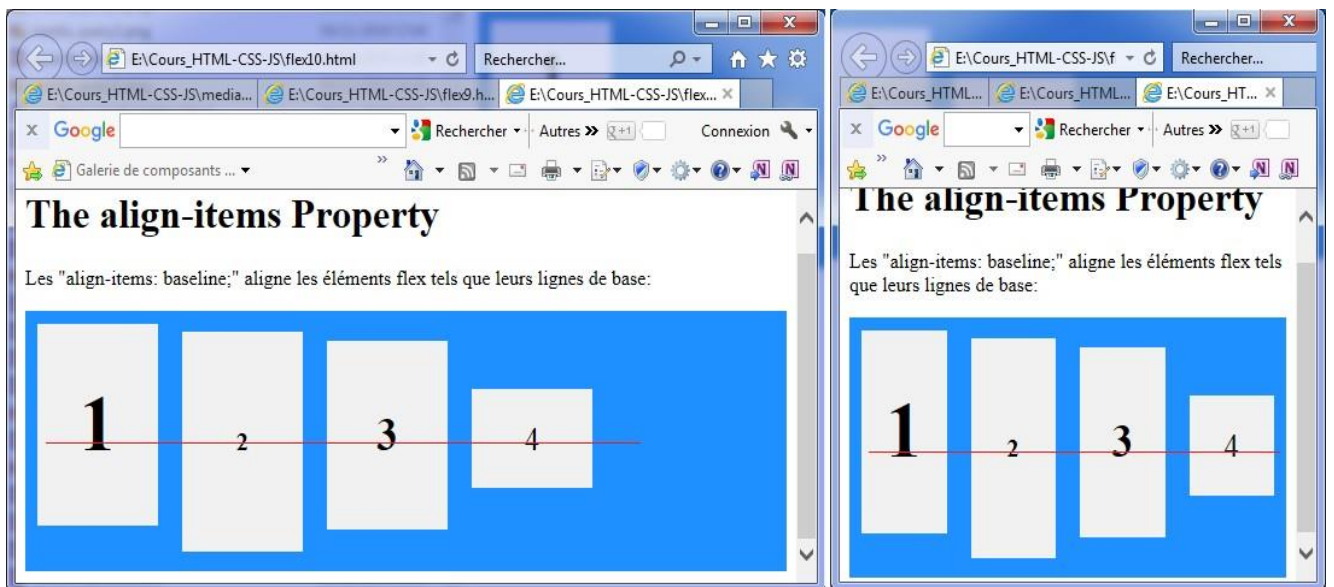 E:\Cours_HTML-CSS-JS\flex10.html
Rechercher...
E:\Cours_HTML-CSS-JS\media...
E:\Cours_HTML-CSS-JS\flex9.h...
E:\Cours_HTML-CSS-JS\flex...
X Google
Rechercher
Autres »
+1
Connexion
Galerie de composants ...
»
The align-items Property
Les "align-items: baseline;" aligne les éléments flex tels que leurs lignes de base:
1 2 3 4
E:\Cours_HTML-CSS-JS\f
Rechercher...
E:\Cours_HTML...
E:\Cours_HTML...
E:\Cours_HT...
X Google
Rechercher
Autres »
+1
»
The align-items Property
Les "align-items: baseline;" aligne les éléments flex tels
que leurs lignes de base:
1 2 3 4